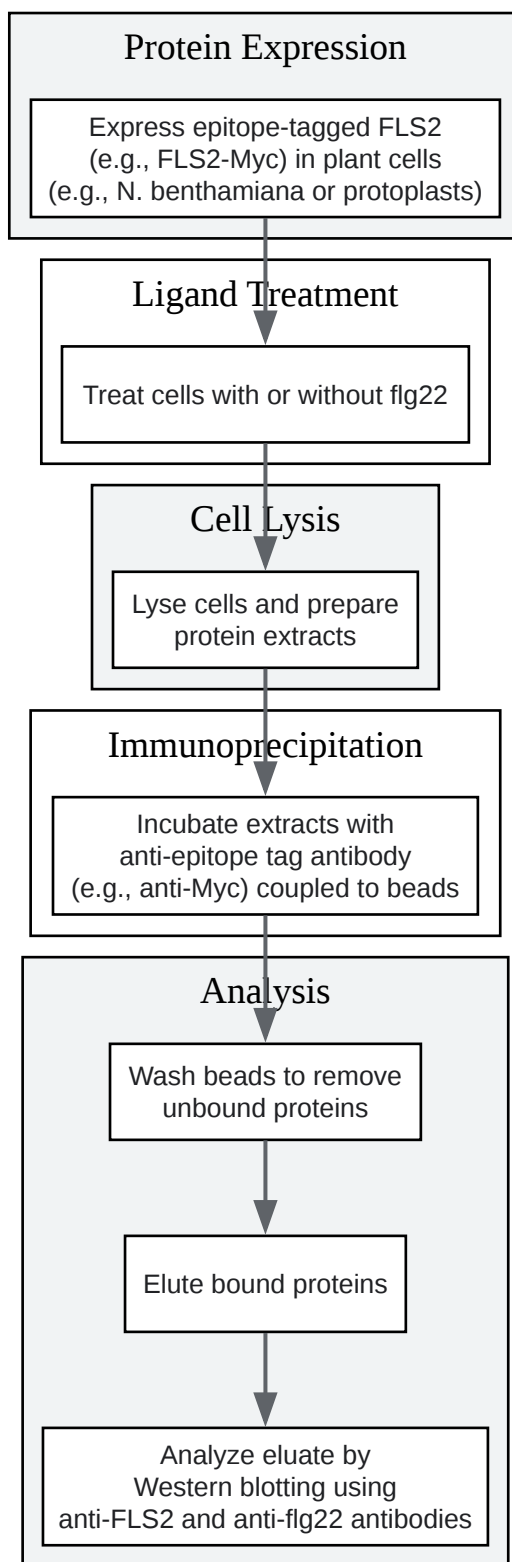 Protein Expression
Express epitope-tagged FLS2
(e.g., FLS2-Myc) in plant cells
(e.g., N. benthamiana or protoplasts)
Ligand Treatment
Treat cells with or without flg22
Cell Lysis
Lyse cells and prepare
protein extracts
Immunoprecipitation
Incubate extracts with
anti-epitope tag antibody
(e.g., anti-Myc) coupled to beads
Analysis
Wash beads to remove
unbound proteins
Elute bound proteins
Analyze eluate by
Western blotting using
anti-FLS2 and anti-flg22 antibodies